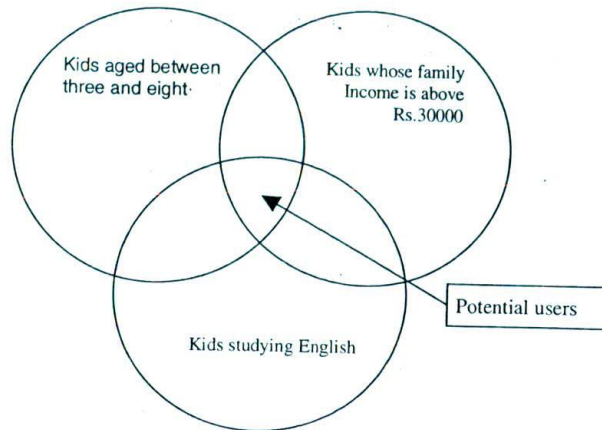 Kids aged between
three and eight
Kids whose family
Income is above
Rs.30000
Potential users
Kids studying English